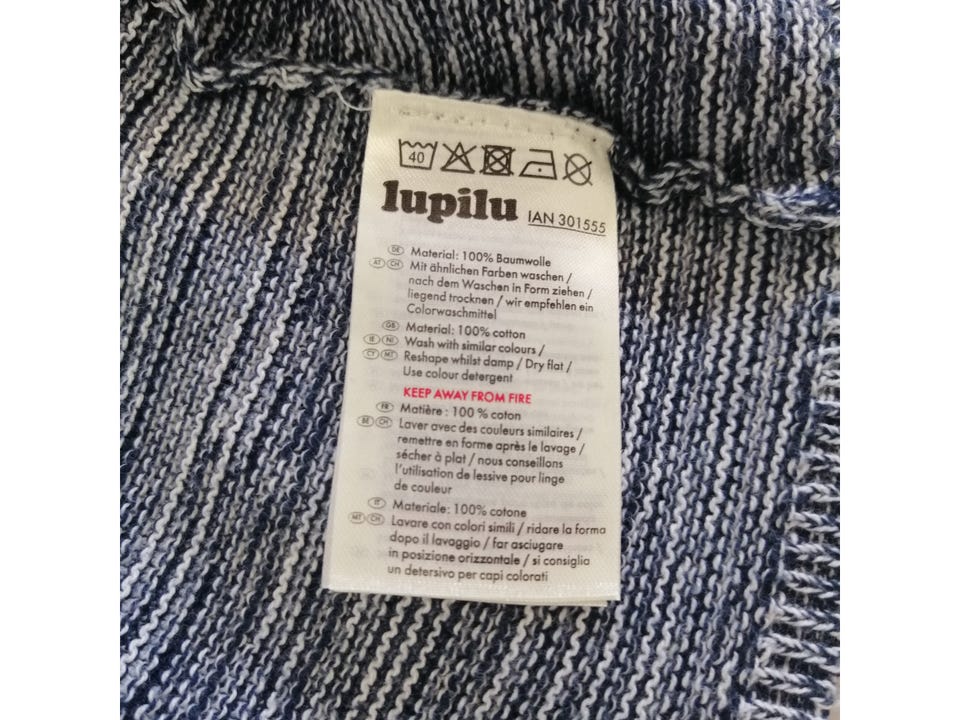 40
lupilu IAN 301555
DE Material: 100% Baumwolle
AT CH Mit ähnlichen Farben waschen /
nach dem Waschen in Form ziehen /
liegend trocknen / wir empfehlen ein
Colorwaschmittel
GB Material: 100% cotton
IE NI Wash with similar colours /
CY MT Reshape whilst damp / Dry flat /
Use colour detergent
KEEP AWAY FROM FIRE
FR Matière : 100 % coton
BE CH Laver avec des couleurs similaires /
remettre en forme après le lavage /
sécher à plat / nous conseillons
l'utilisation de lessive pour linge
de couleur
IT Materiale: 100% cotone
MT CH Lavare con colori simili / ridare la forma
dopo il lavaggio / far asciugare
in posizione orizzontale / si consiglia
un detersivo per capi colorati